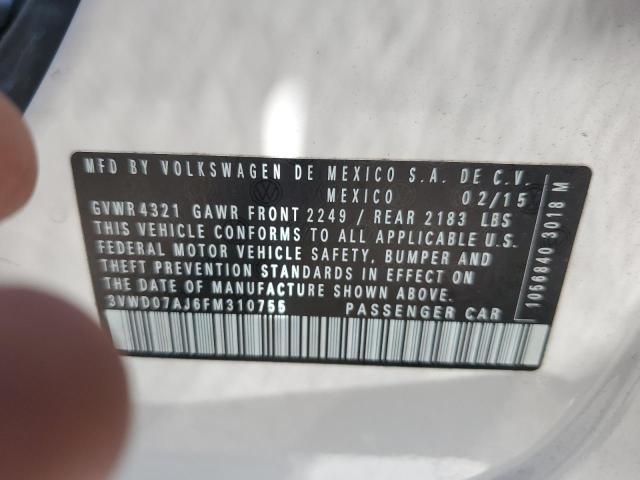 MFD BY VOLKSWAGEN DE MEXICO S.A. DE C.V.
MEXICO 02/15
GVWR 4321 GAWR FRONT 2249 / REAR 2183 LBS
THIS VEHICLE CONFORMS TO ALL APPLICABLE U.S.
FEDERAL MOTOR VEHICLE SAFETY, BUMPER AND
THEFT PREVENTION STANDARDS IN EFFECT ON
THE DATE OF MANUFACTURE SHOWN ABOVE.
3VWD07AJ6FM310755 PASSENGER CAR
1056840 3018 M